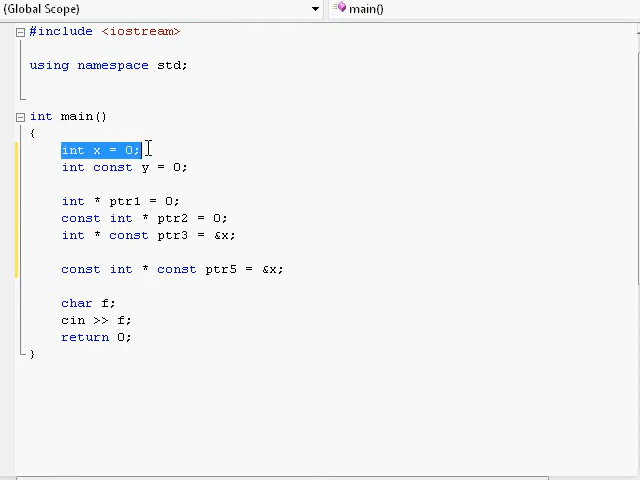 (Global Scope)
main()
#include <iostream>
using namespace std;
int main()
{
int x = 0;
int const y = 0;
int * ptr1 = 0;
const int * ptr2 = 0;
int * const ptr3 = &x;
const int * const ptr5 = &x;
char f;
cin >> f;
return 0;
}